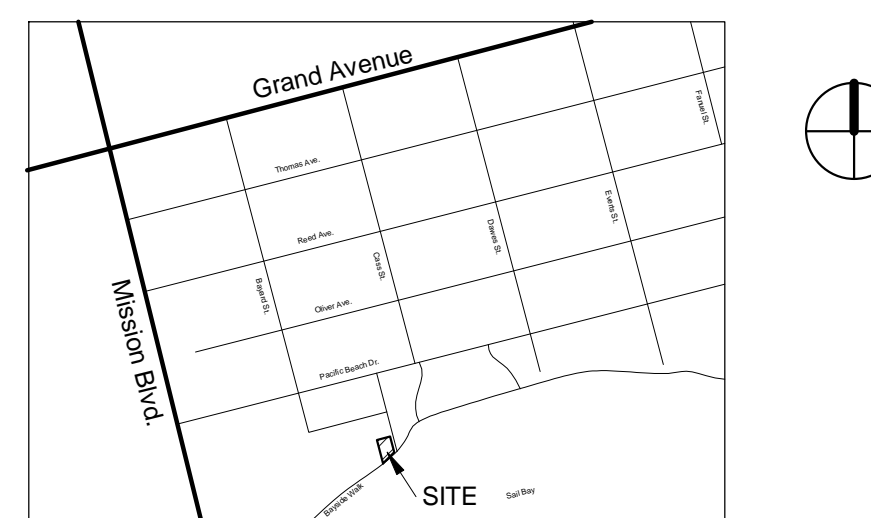 Grand Avenue
Fanuel St.
Thomas Ave.
Everts St.
Reed Ave.
Dawes St.
Cass St.
Bayard St.
Oliver Ave.
Mission Blvd.
Pacific Beach Dr.
SITE
Sail Bay
Bayside Walk